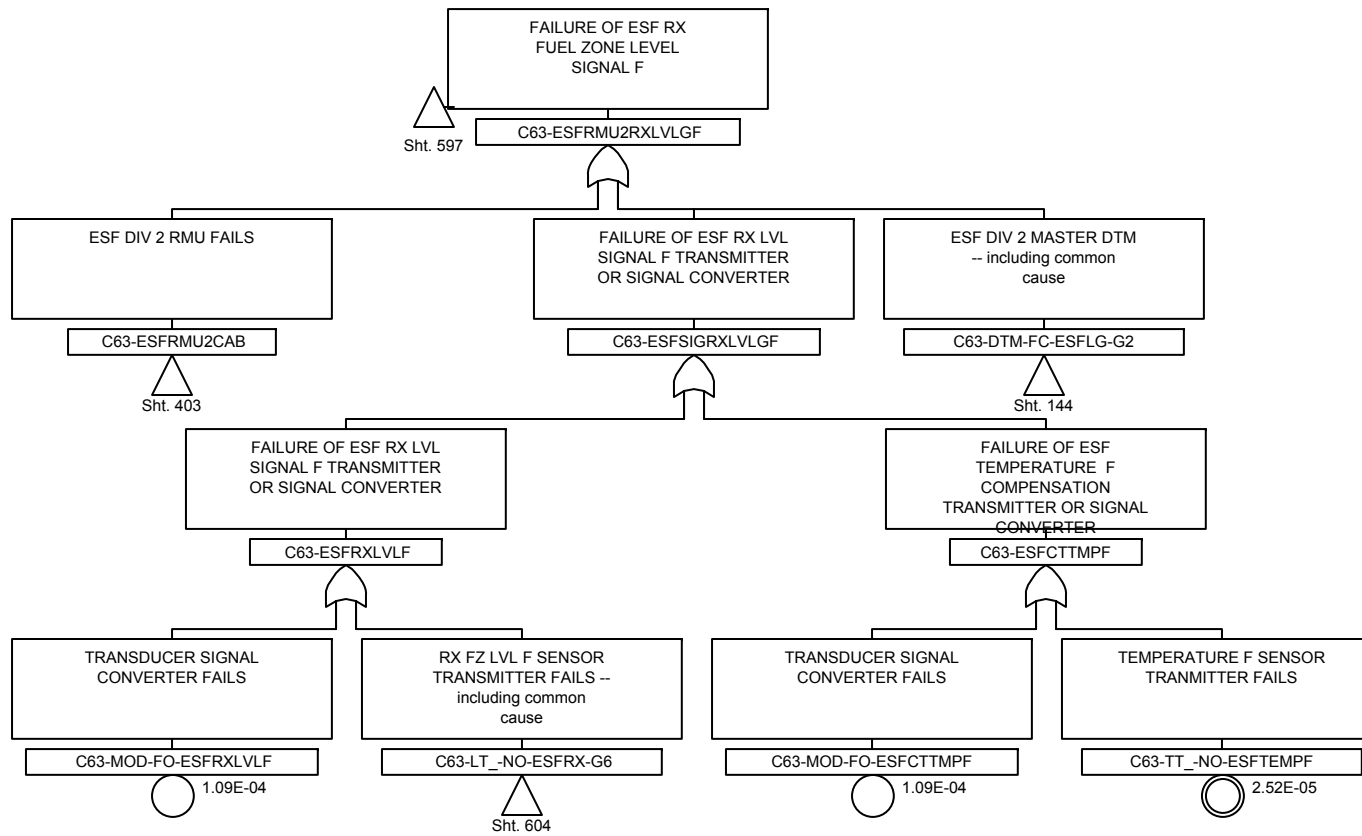 FAILURE OF ESF RX
FUEL ZONE LEVEL
SIGNAL F
Sht. 597
C63-ESFRMU2RXLVLGF
ESF DIV 2 RMU FAILS
C63-ESFRMU2CAB
Sht. 403
FAILURE OF ESF RX LVL
SIGNAL F TRANSMITTER
OR SIGNAL CONVERTER
C63-ESFSIGRXLVLGF
ESF DIV 2 MASTER DTM
-- including common
cause
C63-DTM-FC-ESFLG-G2
Sht. 144
FAILURE OF ESF RX LVL
SIGNAL F TRANSMITTER
OR SIGNAL CONVERTER
C63-ESFRXLVLF
FAILURE OF ESF
TEMPERATURE F
COMPENSATION
TRANSMITTER OR SIGNAL
CONVERTER
C63-ESFCTTMPF
TRANSDUCER SIGNAL
CONVERTER FAILS
C63-MOD-FO-ESFRXLVLF
1.09E-04
RX FZ LVL F SENSOR
TRANSMITTER FAILS --
including common
cause
C63-LT_-NO-ESFRX-G6
Sht. 604
TRANSDUCER SIGNAL
CONVERTER FAILS
C63-MOD-FO-ESFCTTMPF
1.09E-04
TEMPERATURE F SENSOR
TRANMITTER FAILS
C63-TT_-NO-ESFTEMPF
2.52E-05